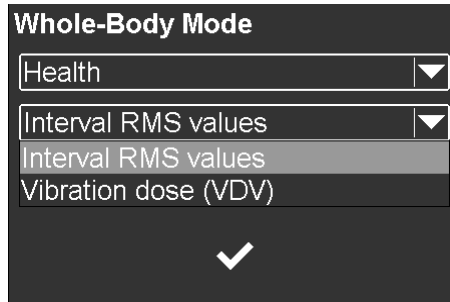 Whole-Body Mode
Health
Interval RMS values
Interval RMS values
Vibration dose (VDV)